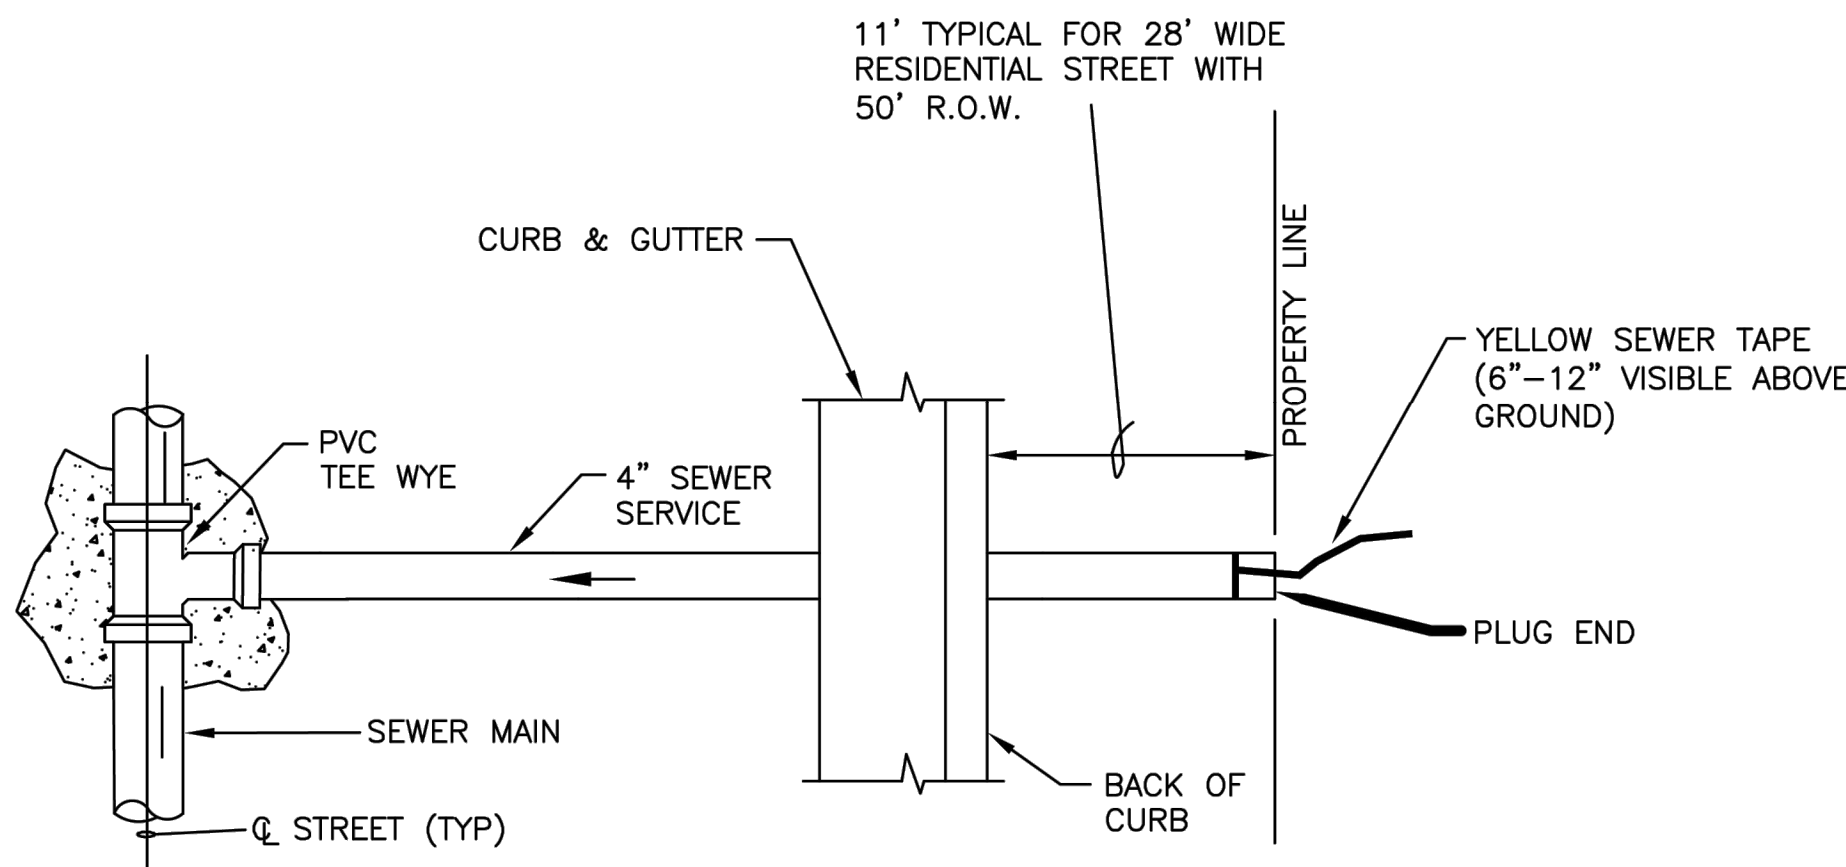 11' TYPICAL FOR 28' WIDE
RESIDENTIAL STREET WITH
50' R.O.W.
CURB & GUTTER
PROPERTY LINE
YELLOW SEWER TAPE
(6"-12" VISIBLE ABOVE
GROUND)
PVC
TEE WYE
4" SEWER
SERVICE
PLUG END
SEWER MAIN
BACK OF
CURB
℄ STREET (TYP)